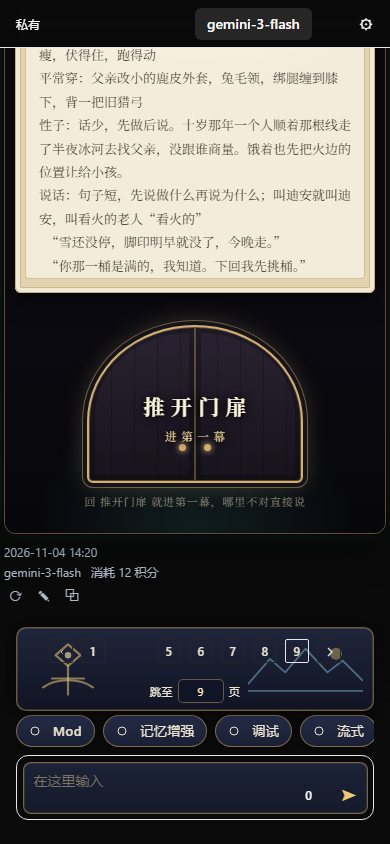 私有
gemini-3-flash
瘦，伏得住，跑得动
平常穿：父亲改小的鹿皮外套，兔毛领，绑腿缠到膝
下，背一把旧猎弓
性子：话少，先做后说。十岁那年一个人顺着那根线走
了半夜冰河去找父亲，没跟谁商量。饿着也先把火边的
位置让给小孩。
说话：句子短，先说做什么再说为什么；叫迪安就叫迪
安，叫看火的老人“看火的”
“雪还没停，脚印明早就没了，今晚走。”
“你那一桶是满的，我知道。下回我先挑桶。”
推开门扉
进第一幕
回 推开门扉 就进第一幕，哪里不对直接说
2026-11-04 14:20
gemini-3-flash 消耗 12 积分
1 5 6 7 8 9
跳至 9 页
Mod 记忆增强 调试 流式
在这里输入
0